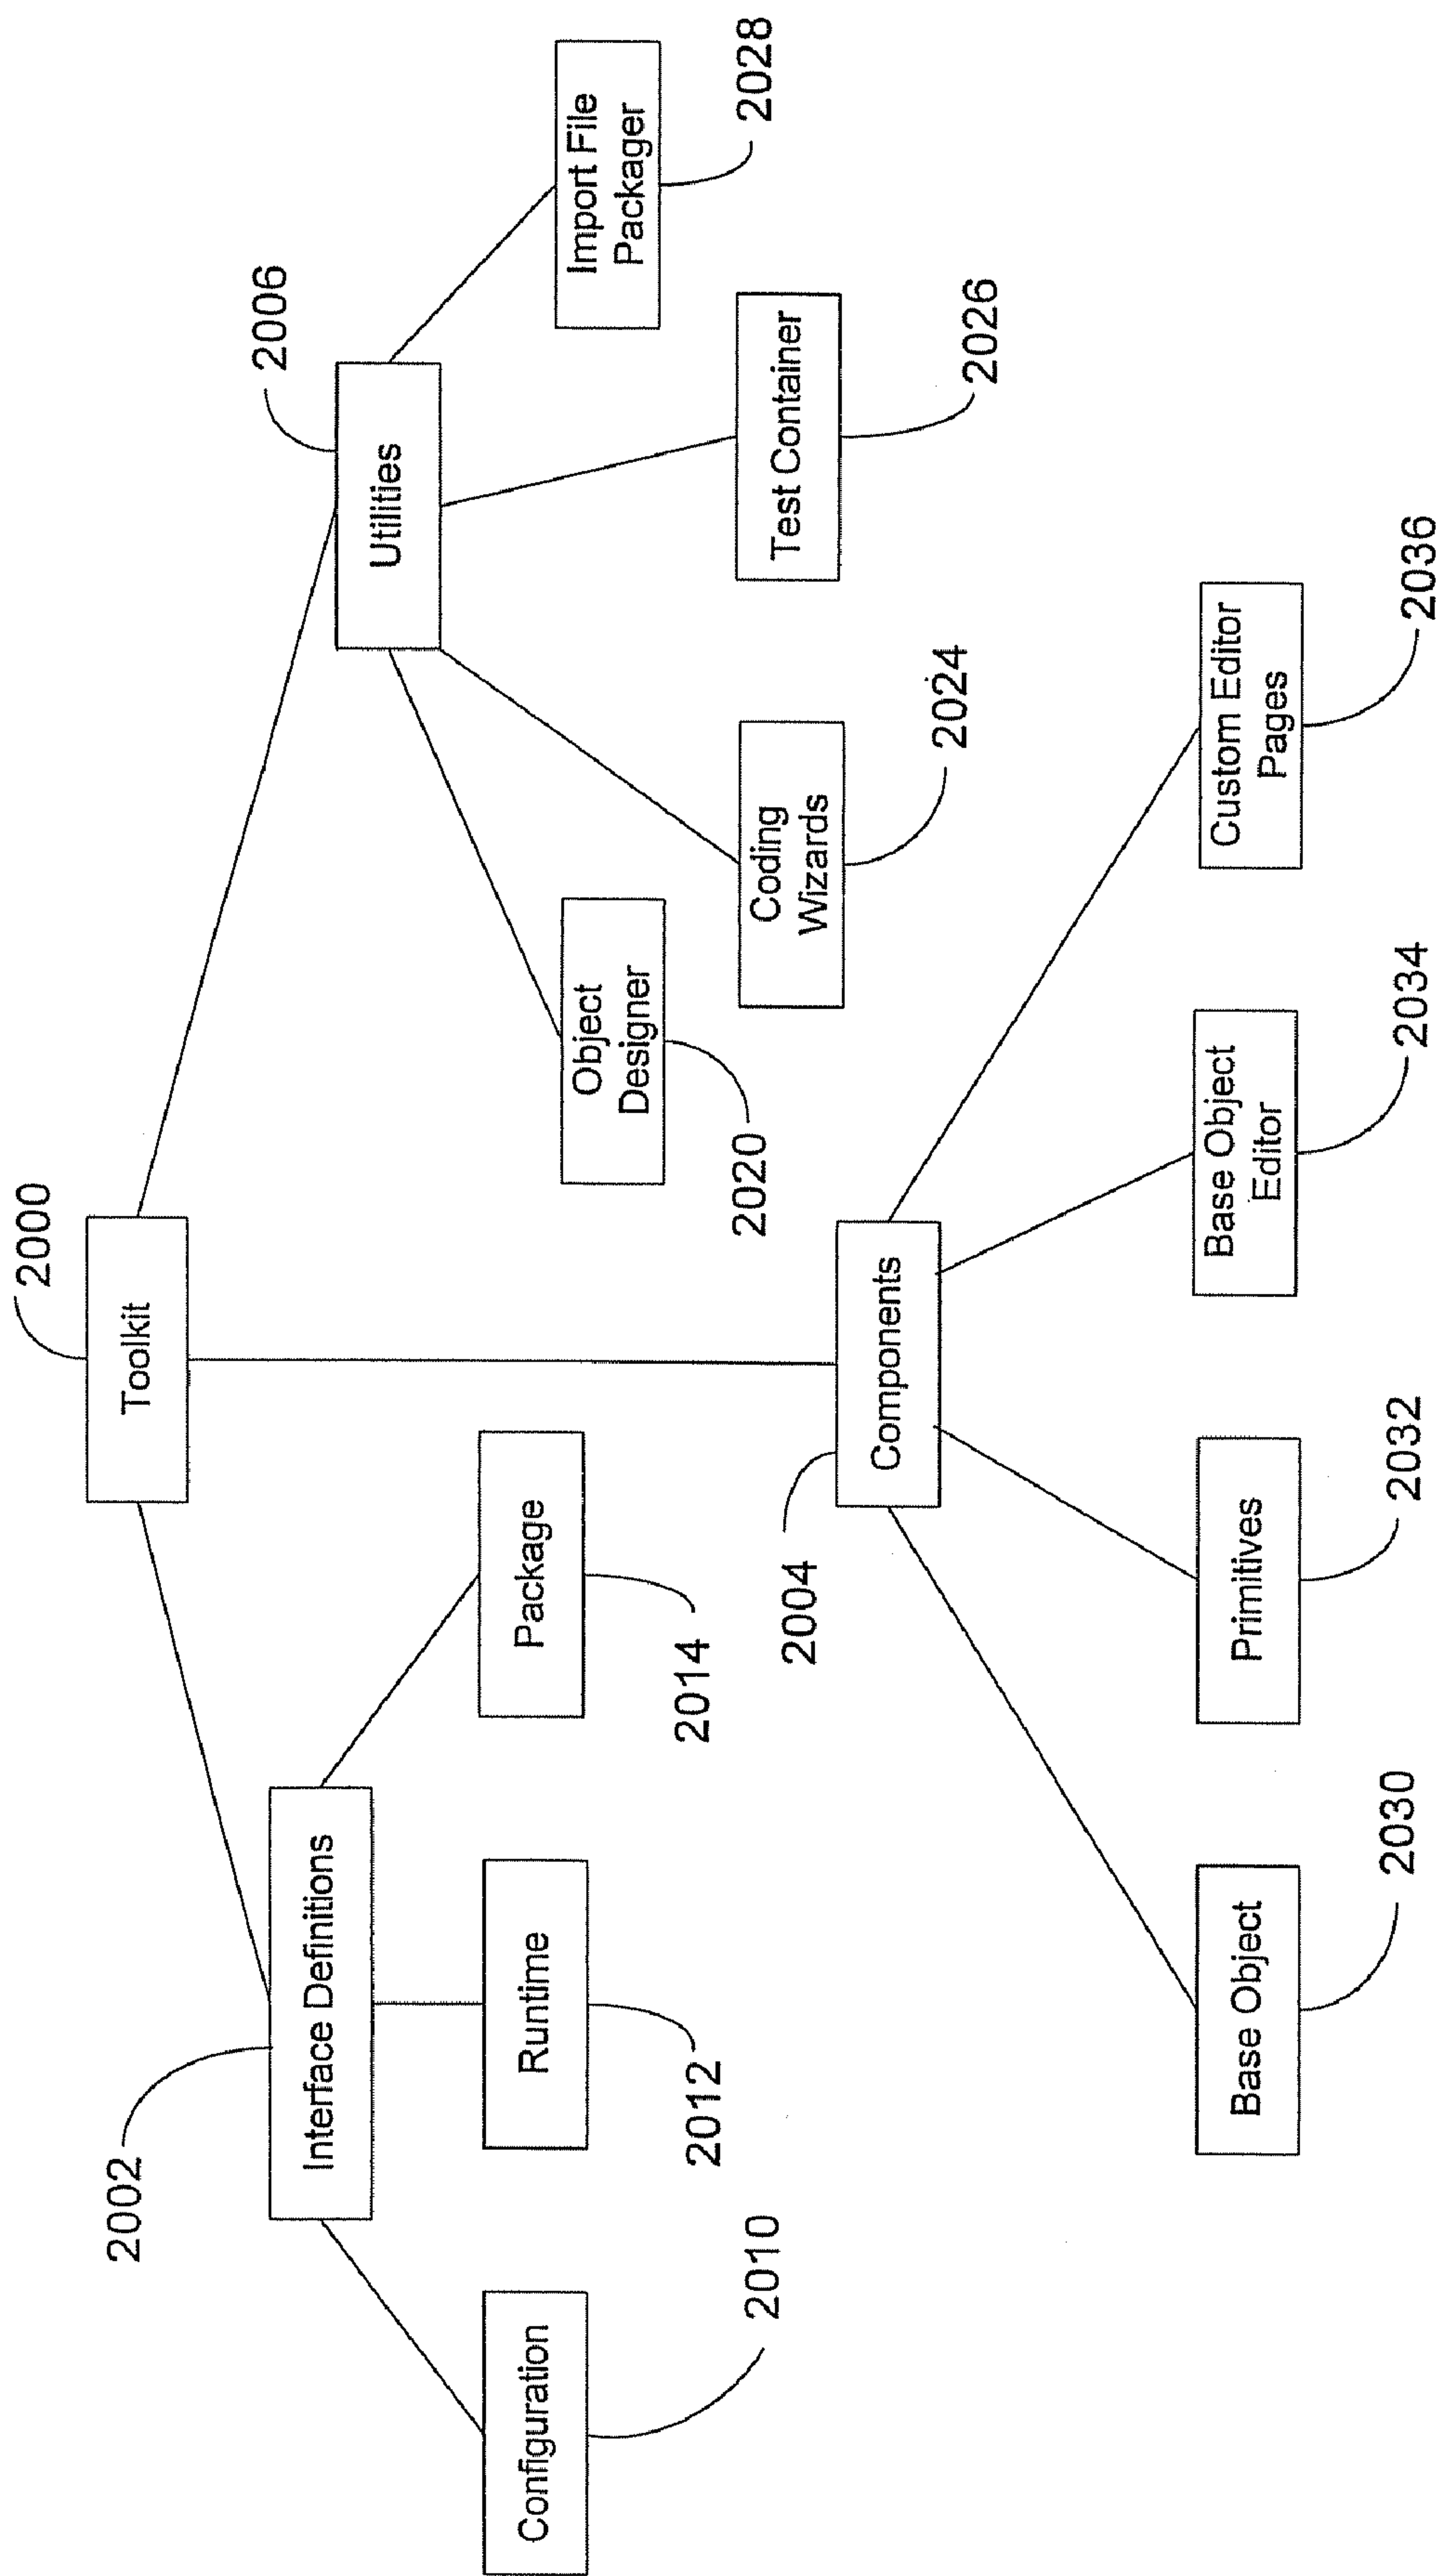 2000
Toolkit
2002
Interface Definitions
2006
Utilities
Configuration
2010
Runtime
2012
Package
2014
Object
Designer
2020
Coding
Wizards
2024
Test Container
2026
Import File
Packager
2028
2004
Components
Base Object
2030
Primitives
2032
Base Object
Editor
2034
Custom Editor
Pages
2036